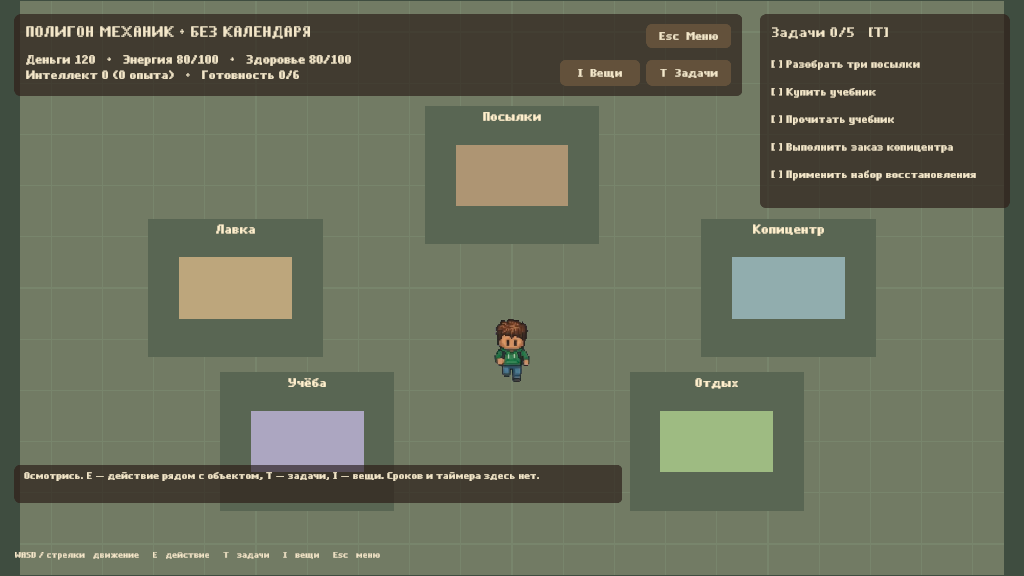 ПОЛИГОН МЕХАНИК • БЕЗ КАЛЕНДАРЯ
Деньги 120 • Энергия 80/100 • Здоровье 80/100
Интеллект 0 (0 опыта) • Готовность 0/6
Esc Меню
I Вещи
T Задачи
Задачи 0/5 [T]
[ ] Разобрать три посылки
[ ] Купить учебник
[ ] Прочитать учебник
[ ] Выполнить заказ копицентра
[ ] Применить набор восстановления
Посылки
Лавка
Копицентр
Учёба
Отдых
Осмотрись. E — действие рядом с объектом, T — задачи, I — вещи. Сроков и таймера здесь нет.
WASD / стрелки движение E действие T задачи I вещи Esc меню